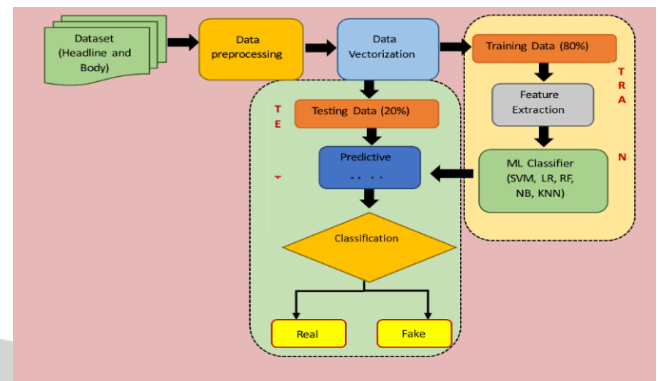 Dataset
(Headline and
Body)
Data
preprocessing
Data
Vectorization
Training Data (80%)
Feature
Extraction
ML Classifier
(SVM, LR, RF,
NB, KNN)
T
R
A
N
Testing Data (20%)
Predictive
T
E
Classification
Real
Fake